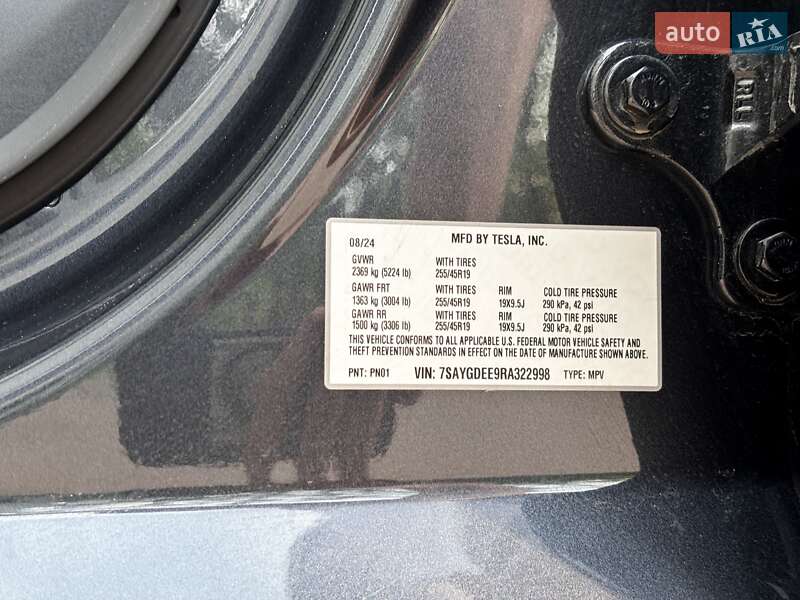 auto RIA.com
RLL
08/24 MFD BY TESLA, INC.
GVWR WITH TIRES
2369 kg (5224 lb) 255/45R19
GAWR FRT WITH TIRES RIM COLD TIRE PRESSURE
1363 kg (3004 lb) 255/45R19 19X9.5J 290 kPa, 42 psi
GAWR RR WITH TIRES RIM COLD TIRE PRESSURE
1500 kg (3306 lb) 255/45R19 19X9.5J 290 kPa, 42 psi
THIS VEHICLE CONFORMS TO ALL APPLICABLE U.S. FEDERAL MOTOR VEHICLE SAFETY AND
THEFT PREVENTION STANDARDS IN EFFECT ON THE DATE OF MANUFACTURE SHOWN ABOVE.
PNT: PN01 VIN: 7SAYGDEE9RA322998 TYPE: MPV